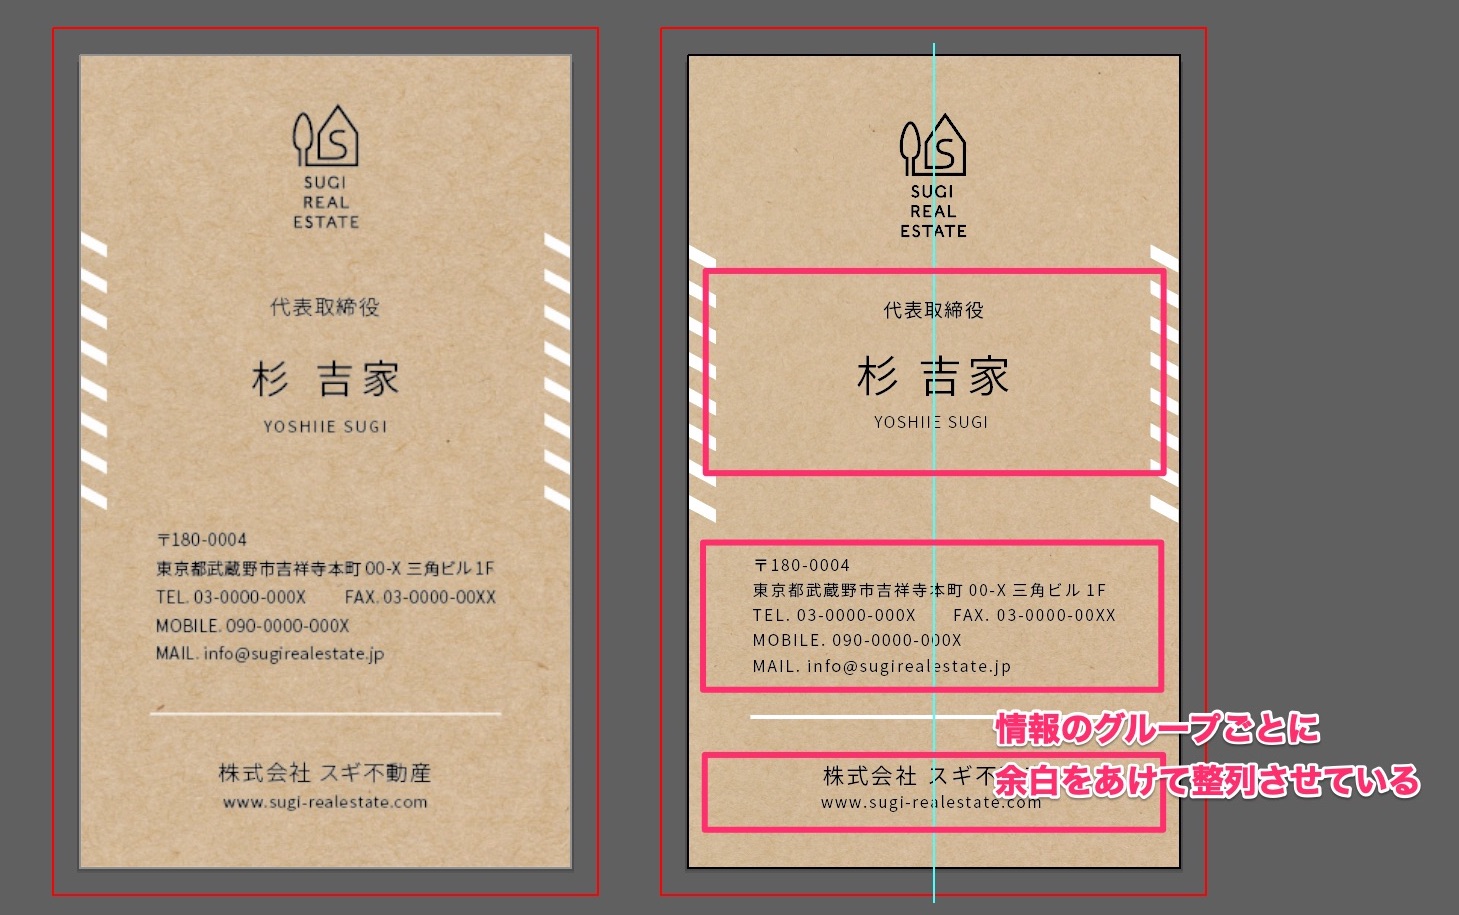 S
SUGI
REAL
ESTATE
代表取締役
杉 吉家
YOSHIIE SUGI
〒180-0004
東京都武蔵野市吉祥寺本町 00-X 三角ビル 1F
TEL. 03-0000-000X FAX. 03-0000-00XX
MOBILE. 090-0000-000X
MAIL. info@sugirealestate.jp
株式会社 スギ不動産
www.sugi-realestate.com
S
SUGI
REAL
ESTATE
代表取締役
杉 吉家
YOSHIIE SUGI
〒180-0004
東京都武蔵野市吉祥寺本町 00-X 三角ビル 1F
TEL. 03-0000-000X FAX. 03-0000-00XX
MOBILE. 090-0000-000X
MAIL. info@sugirealestate.jp
株式会社 スギ不
www.sugi-realestate.com
情報のグループごとに
余白をあけて整列させている